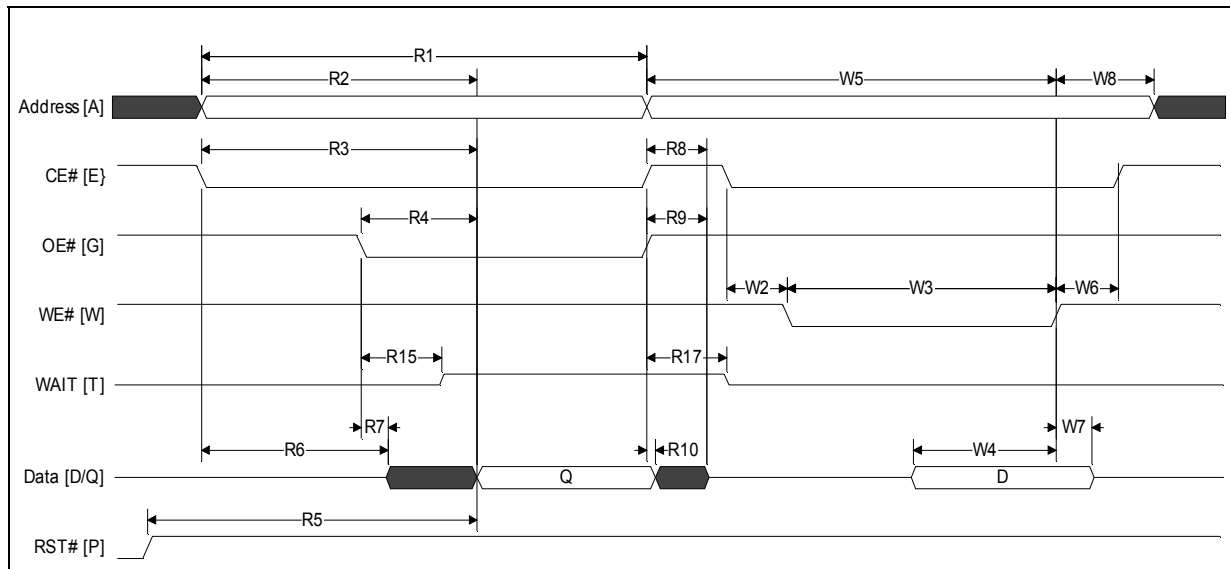 R1
R2
W5
W8
Address [A]
R3
R8
CE# [E}
R4
R9
OE# [G]
W2
W3
W6
WE# [W]
R15
R17
WAIT [T]
R7
W7
R6
R10
W4
Data [D/Q]
Q
D
R5
RST# [P]